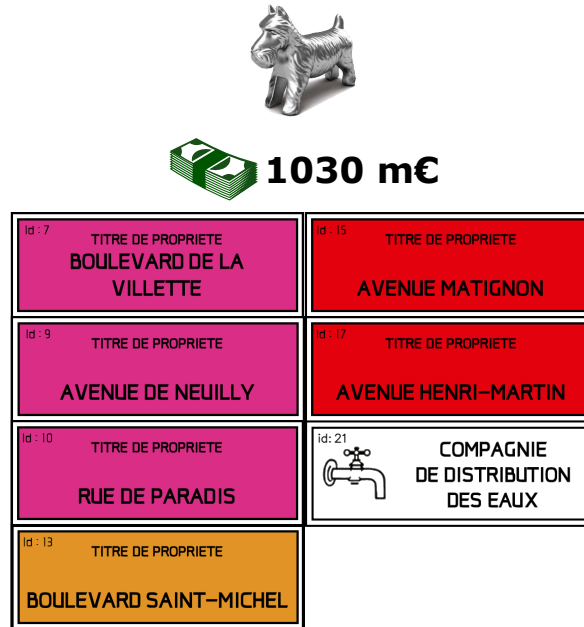 1030 m€
Id : 7
TITRE DE PROPRIETE
BOULEVARD DE LA
VILLETTE
Id : 15
TITRE DE PROPRIETE
AVENUE MATIGNON
Id : 9
TITRE DE PROPRIETE
AVENUE DE NEUILLY
Id : 17
TITRE DE PROPRIETE
AVENUE HENRI-MARTIN
Id : 10
TITRE DE PROPRIETE
RUE DE PARADIS
id: 21
COMPAGNIE
DE DISTRIBUTION
DES EAUX
Id : 13
TITRE DE PROPRIETE
BOULEVARD SAINT-MICHEL